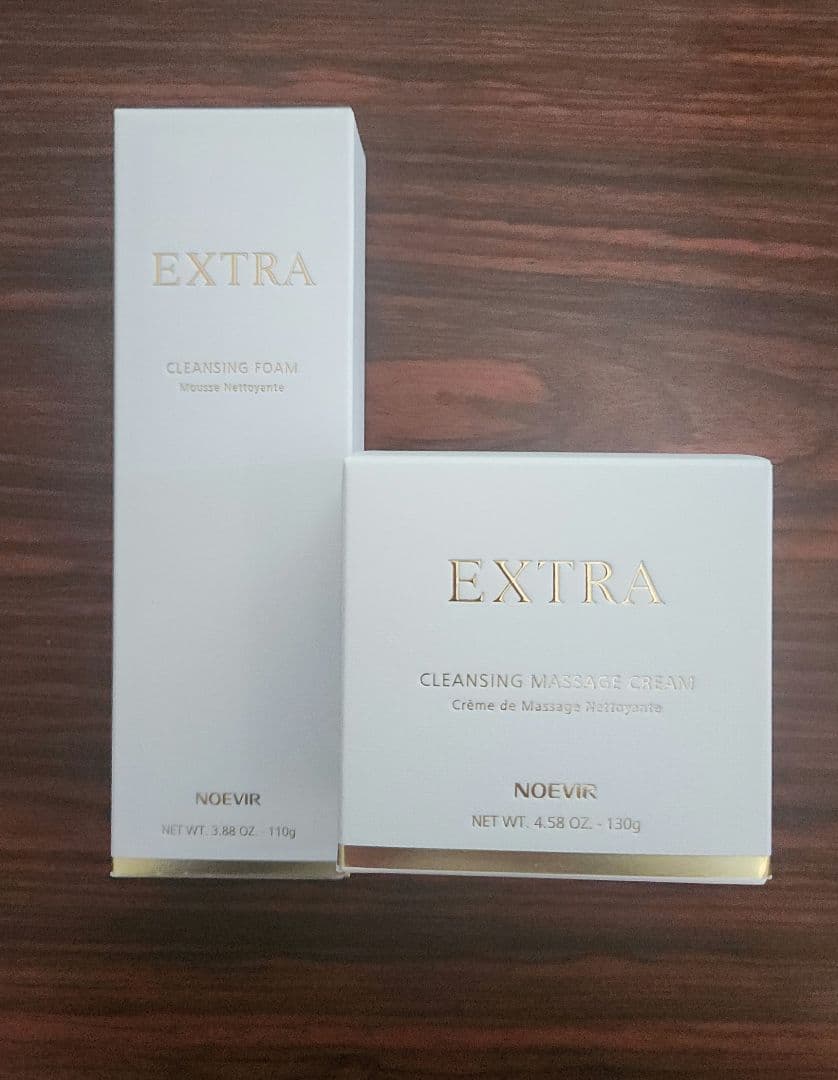 EXTRA
CLEANSING FOAM
Mousse Nettoyante
NOEVIR
NET WT. 3.88 OZ. - 110g
EXTRA
CLEANSING MASSAGE CREAM
Crème de Massage Nettoyante
NOEVIR
NET WT. 4.58 OZ. - 130g